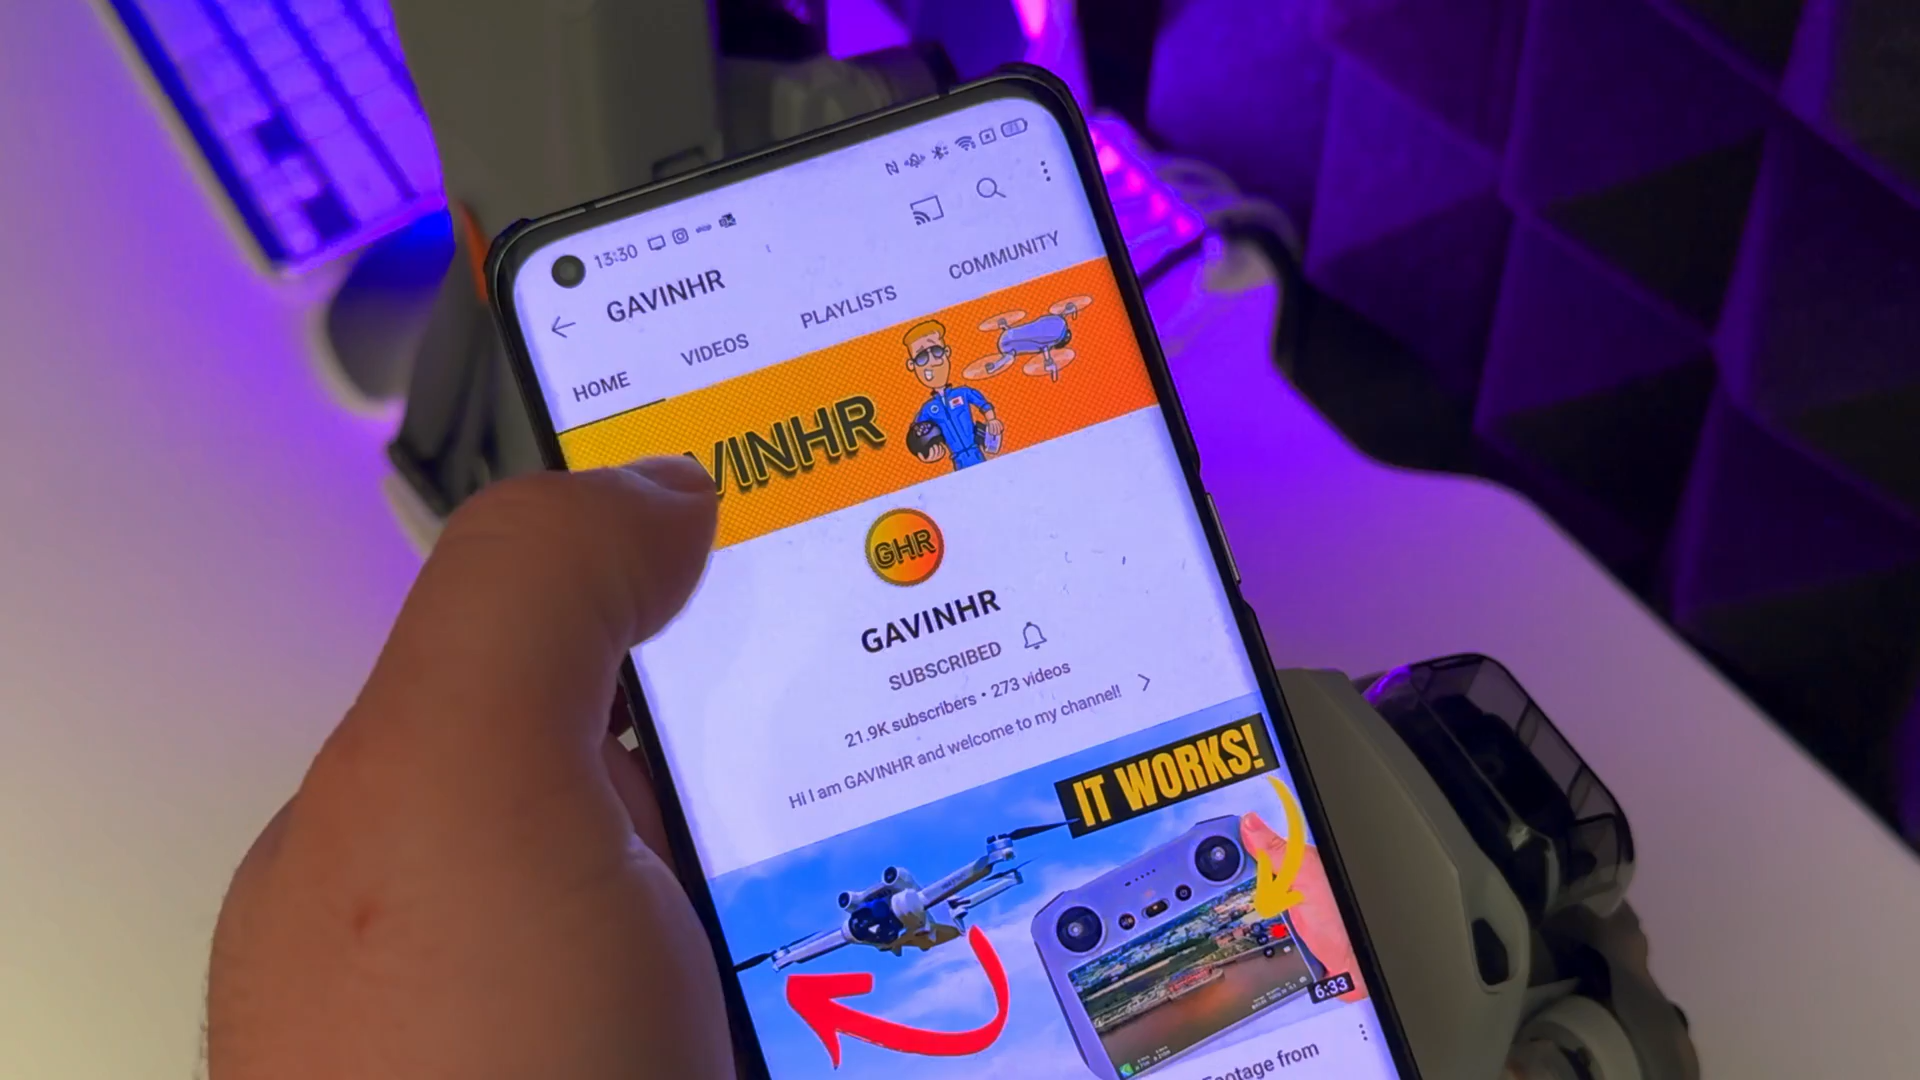 13:30
GAVINHR
HOME VIDEOS PLAYLISTS COMMUNITY
VINHR
GHR
GAVINHR
SUBSCRIBED
21.9K subscribers • 273 videos
Hi I am GAVINHR and welcome to my channel!
IT WORKS!
6:33
Footage from